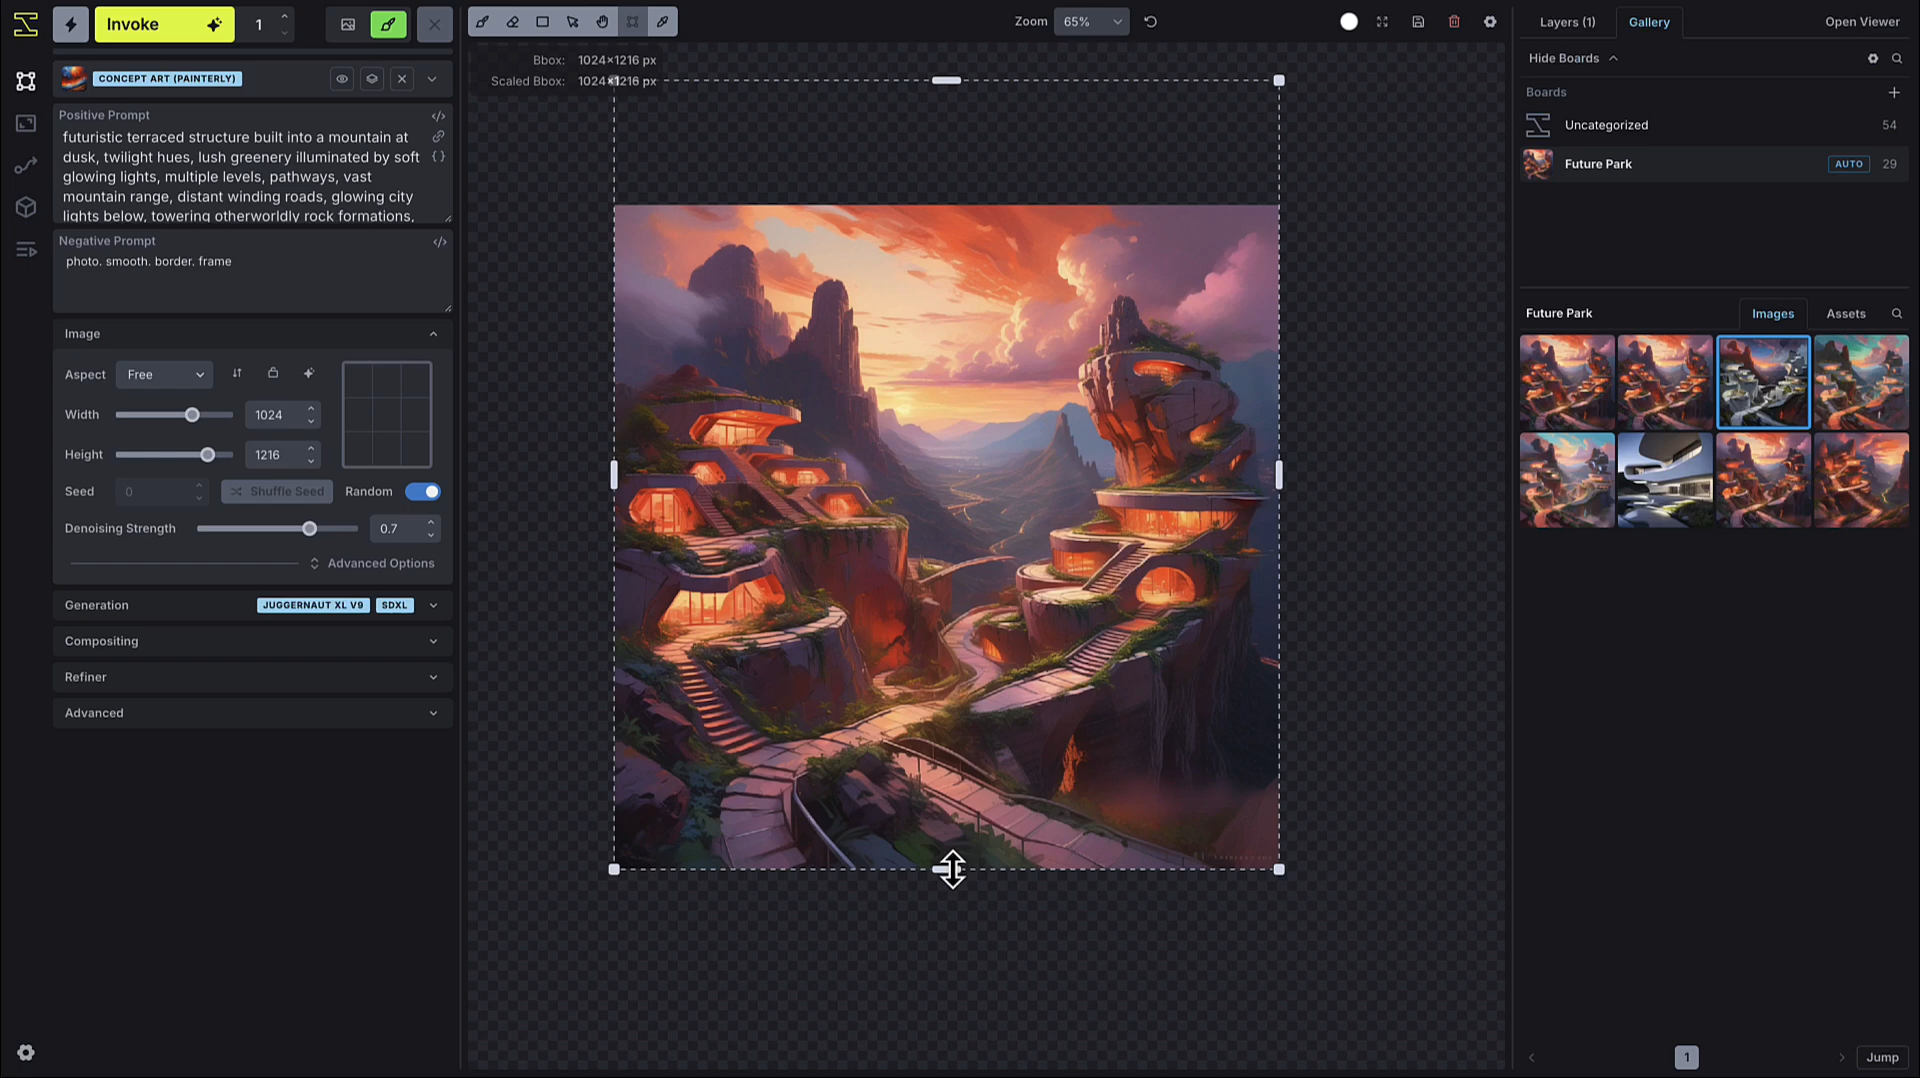 Invoke
1
Zoom
65%
Layers (1)
Gallery
Open Viewer
Bbox: 1024×1216 px
Scaled Bbox: 1024×1216 px
CONCEPT ART (PAINTERLY)
Positive Prompt
futuristic terraced structure built into a mountain at
dusk, twilight hues, lush greenery illuminated by soft
glowing lights, multiple levels, pathways, vast
mountain range, distant winding roads, glowing city
lights below, towering otherworldly rock formations,
Negative Prompt
photo. smooth. border. frame
Image
Aspect Free
Width 1024
Height 1216
Seed 0 Shuffle Seed Random
Denoising Strength 0.7
Advanced Options
Generation JUGGERNAUT XL V9 SDXL
Compositing
Refiner
Advanced
Hide Boards
Boards
Uncategorized 54
Future Park AUTO 29
Future Park Images Assets
1 Jump